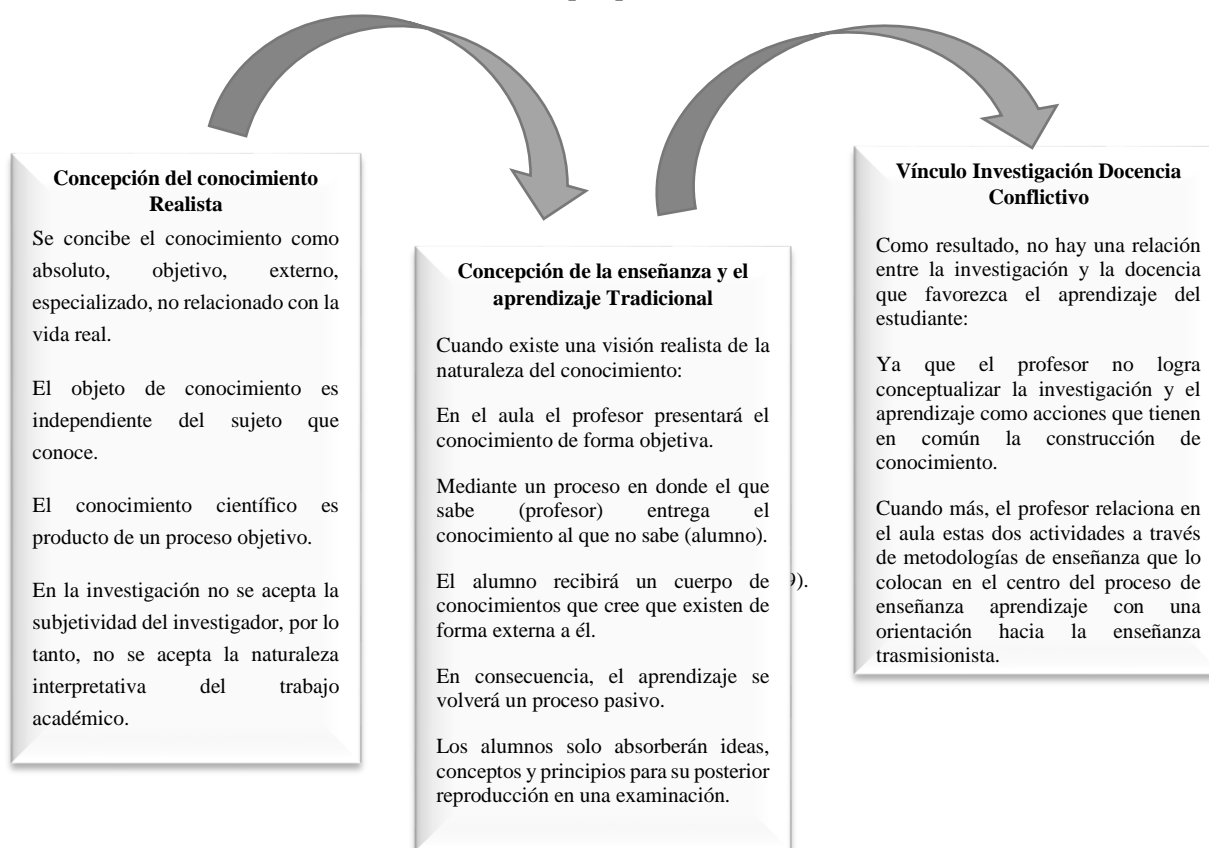 Concepción del conocimiento
Realista
Se concibe el conocimiento como
absoluto, objetivo, externo,
especializado, no relacionado con la
vida real.
El objeto de conocimiento es
independiente del sujeto que
conoce.
El conocimiento científico es
producto de un proceso objetivo.
En la investigación no se acepta la
subjetividad del investigador, por lo
tanto, no se acepta la naturaleza
interpretativa del trabajo
académico.
Concepción de la enseñanza y el
aprendizaje Tradicional
Cuando existe una visión realista de la
naturaleza del conocimiento:
En el aula el profesor presentará el
conocimiento de forma objetiva.
Mediante un proceso en donde el que
sabe (profesor) entrega el
conocimiento al que no sabe (alumno).
El alumno recibirá un cuerpo de
conocimientos que cree que existen de
forma externa a él.
En consecuencia, el aprendizaje se
volverá un proceso pasivo.
Los alumnos solo absorberán ideas,
conceptos y principios para su posterior
reproducción en una examinación.
9).
Vínculo Investigación Docencia
Conflictivo
Como resultado, no hay una relación
entre la investigación y la docencia
que favorezca el aprendizaje del
estudiante:
Ya que el profesor no logra
conceptualizar la investigación y el
aprendizaje como acciones que tienen
en común la construcción de
conocimiento.
Cuando más, el profesor relaciona en
el aula estas dos actividades a través
de metodologías de enseñanza que lo
colocan en el centro del proceso de
enseñanza aprendizaje con una
orientación hacia la enseñanza
trasmisionista.